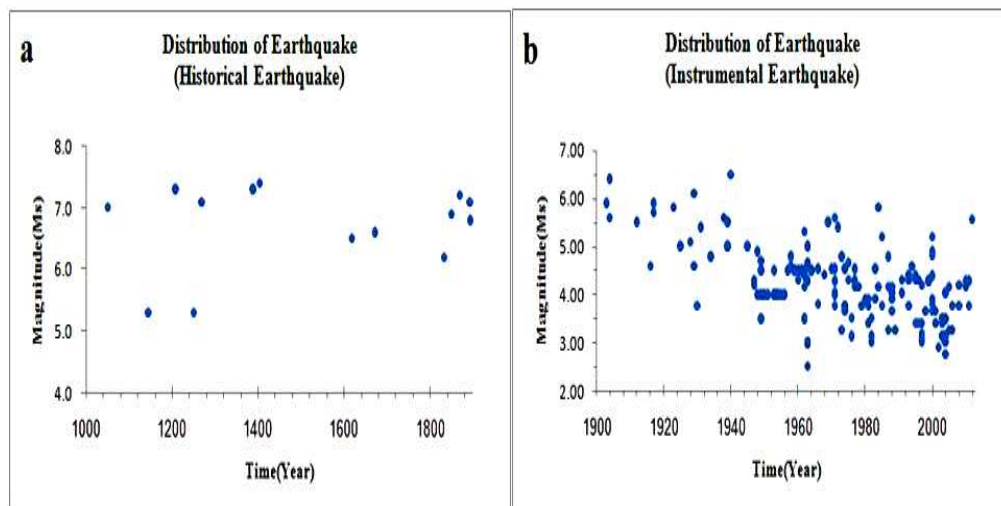 a
Distribution of Earthquake
(Historical Earthquake)
8.0
7.0
6.0
5.0
4.0
Magnitude(Ms)
1000 1200 1400 1600 1800
Time(Year)
b
Distribution of Earthquake
(Instrumental Earthquake)
7.00
6.00
5.00
4.00
3.00
2.00
Magnitude(Ms)
1900 1920 1940 1960 1980 2000
Time(Year)